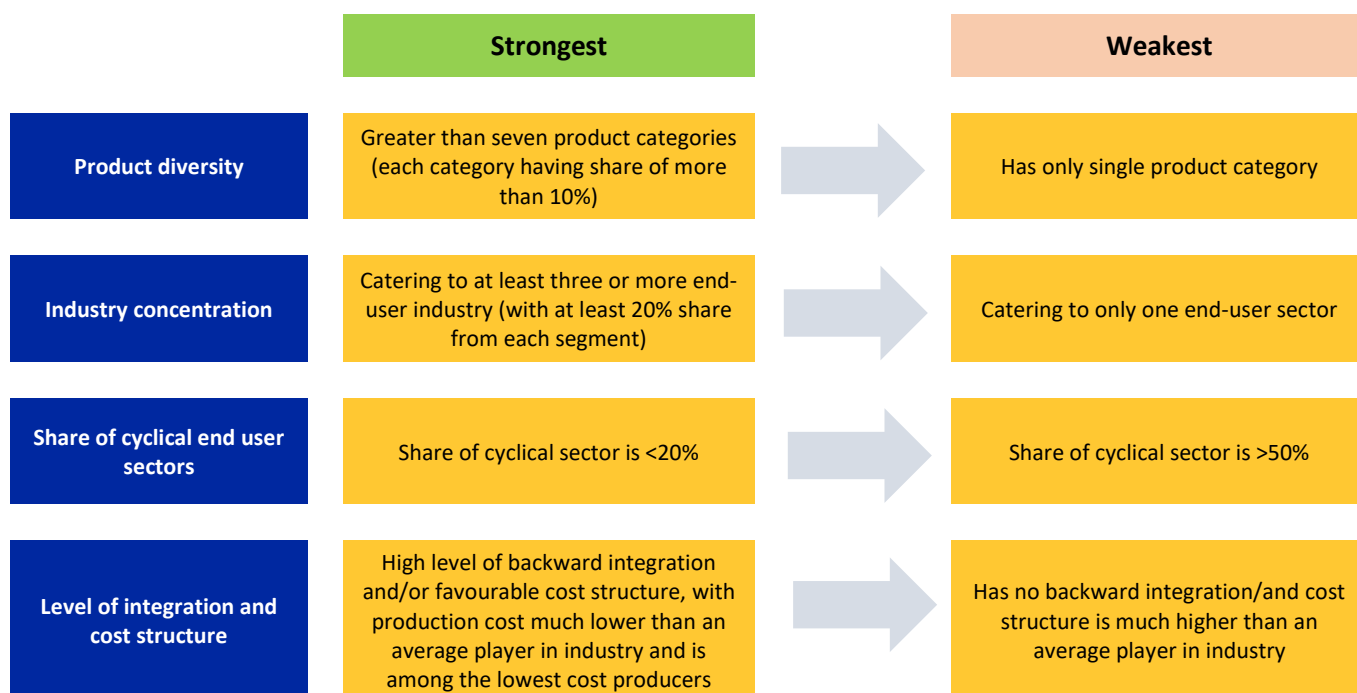 Strongest
Weakest
Product diversity
Greater than seven product categories
(each category having share of more
than 10%)
Has only single product category
Industry concentration
Catering to at least three or more end-
user industry (with at least 20% share
from each segment)
Catering to only one end-user sector
Share of cyclical end user
sectors
Share of cyclical sector is <20%
Share of cyclical sector is >50%
Level of integration and
cost structure
High level of backward integration
and/or favourable cost structure, with
production cost much lower than an
average player in industry and is
among the lowest cost producers
Has no backward integration/and cost
structure is much higher than an
average player in industry